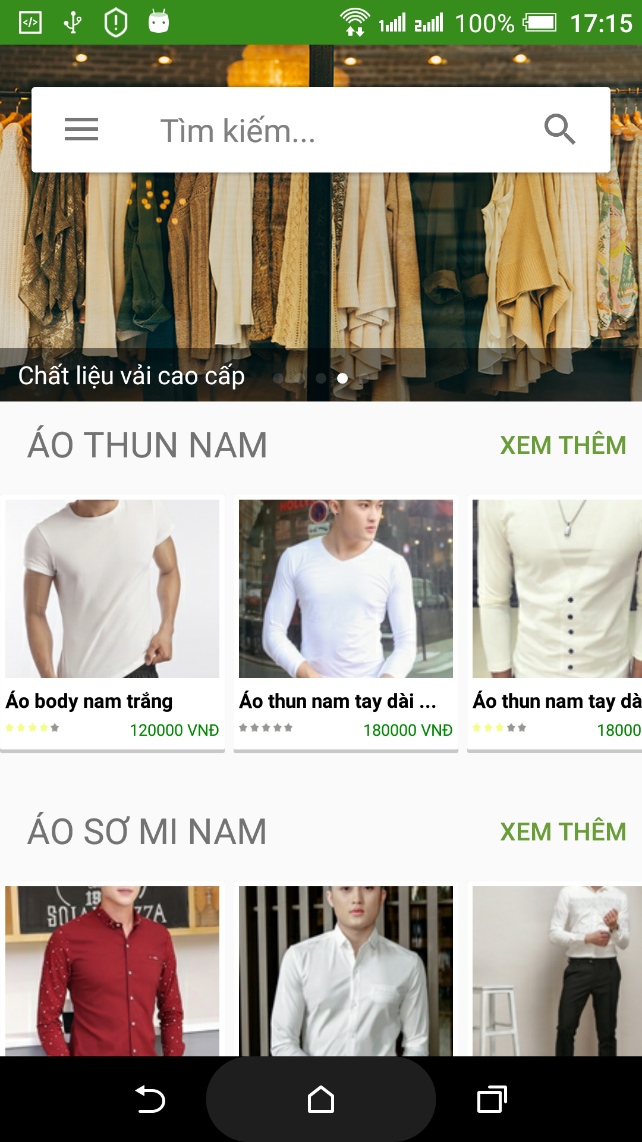 100% 17:15
Tìm kiếm...
Chất liệu vải cao cấp
ÁO THUN NAM XEM THÊM
Áo body nam trắng
120000 VNĐ
Áo thun nam tay dài ...
180000 VNĐ
Áo thun nam tay dà
18000
ÁO SƠ MI NAM XEM THÊM